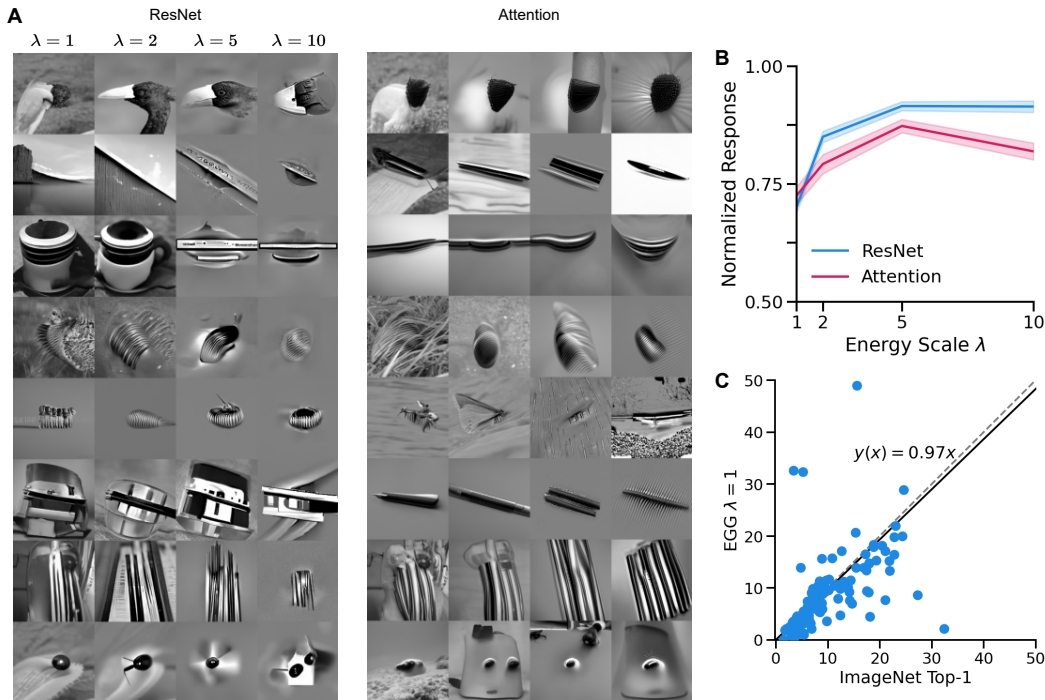 A
ResNet
Attention
λ = 1 λ = 2 λ = 5 λ = 10
B
1.00
0.75
0.50
Normalized Response
ResNet
Attention
1 2 5 10
Energy Scale λ
C
50
40
30
20
10
0
EGG λ = 1
y(x) = 0.97x
0 10 20 30 40 50
ImageNet Top-1